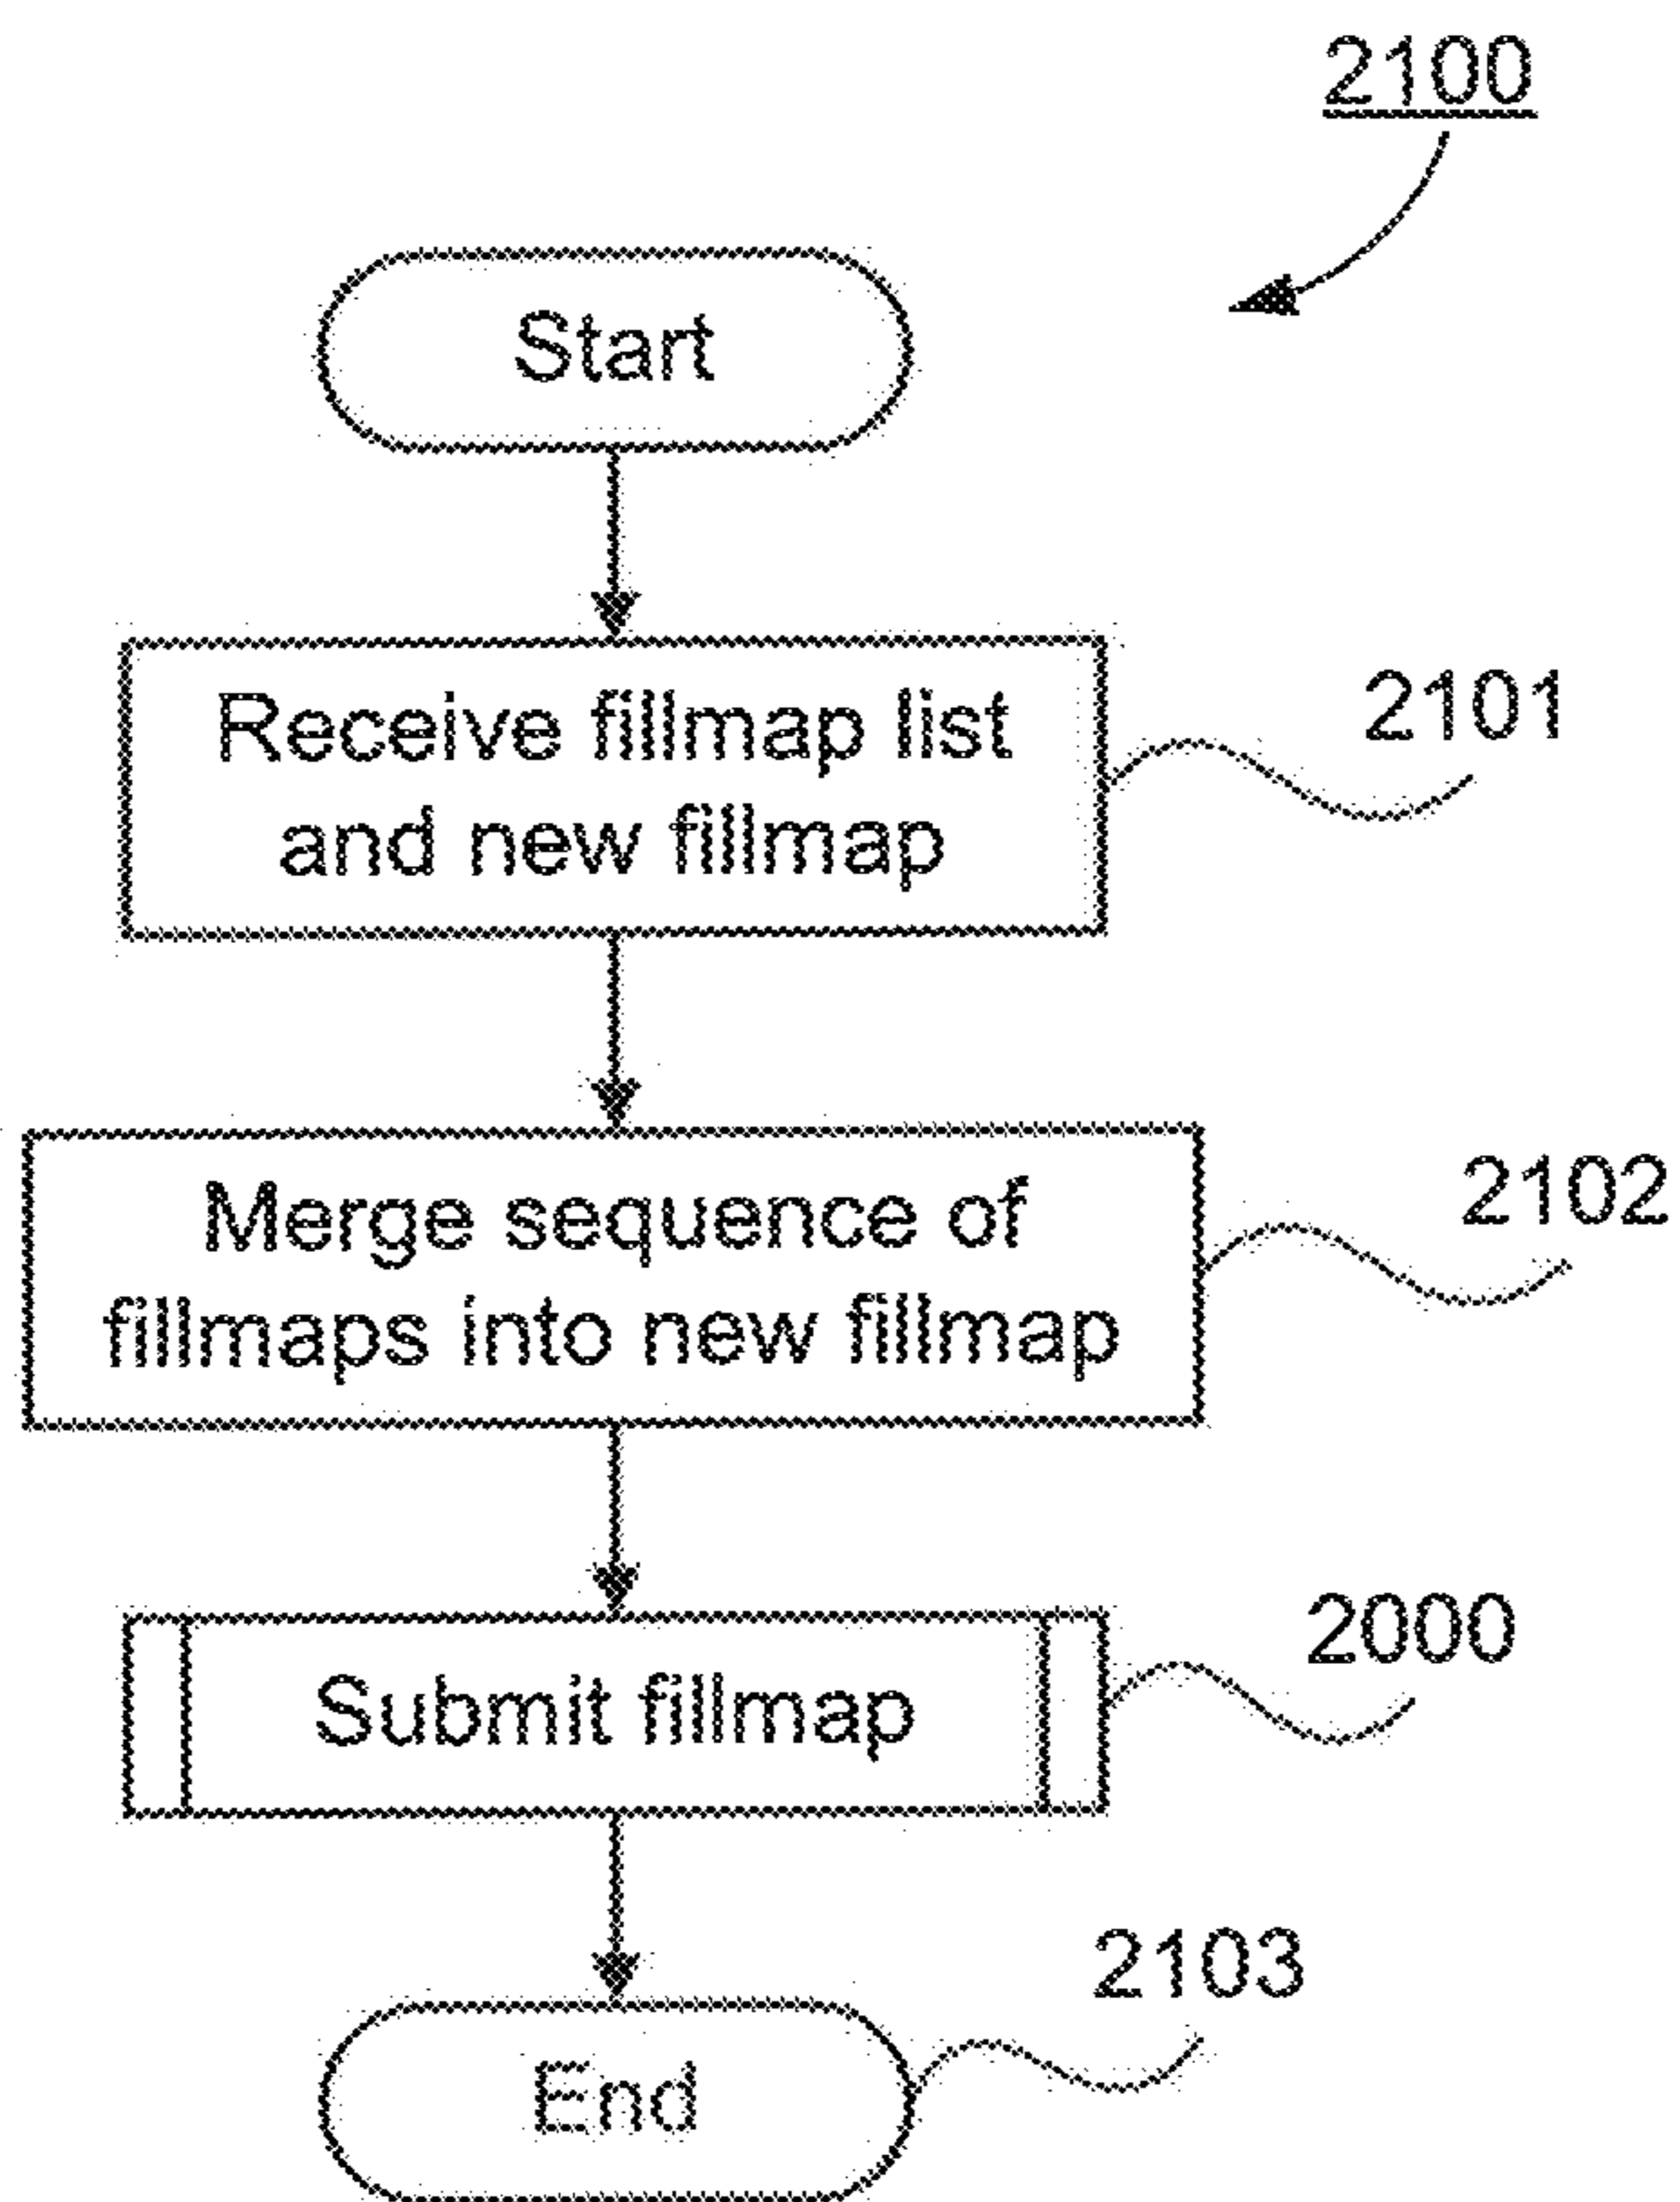 2100
Start
Receive fillmap list
and new fillmap
2101
Merge sequence of
fillmaps into new fillmap
2102
Submit fillmap
2000
End
2103